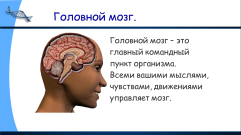 Головной мозг.
Головной мозг – это
главный командный
пункт организма.
Всеми вашими мыслями,
чувствами, движениями
управляет мозг.